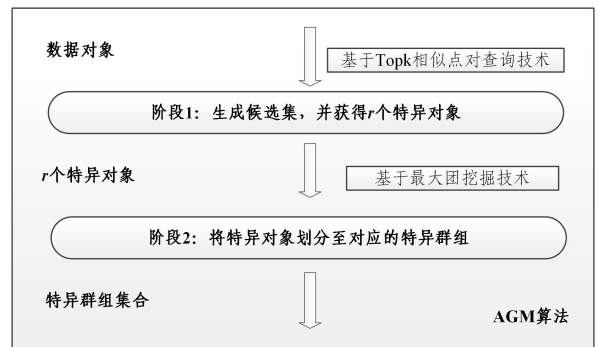 数据对象
基于Topk相似点对查询技术
阶段1：生成候选集，并获得r个特异对象
r个特异对象
基于最大团挖掘技术
阶段2：将特异对象划分至对应的特异群组
特异群组集合
AGM算法